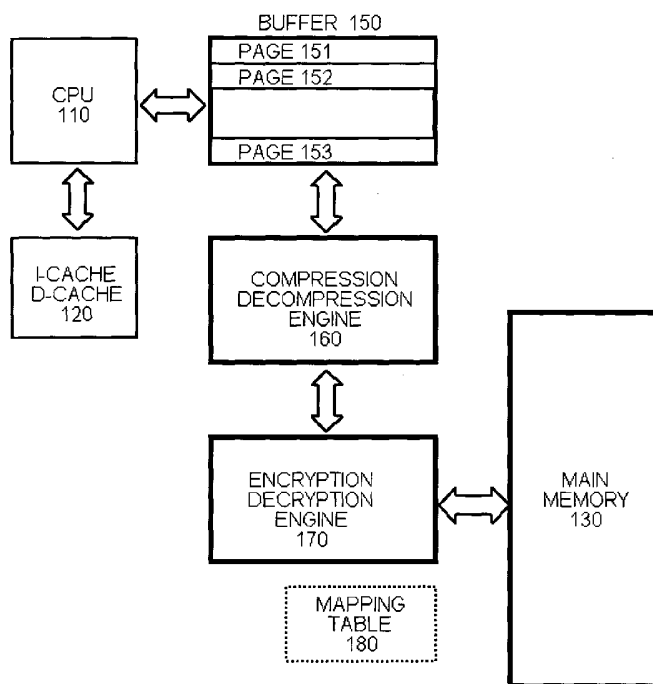 BUFFER 150
PAGE 151
PAGE 152
PAGE 153
CPU
110
I-CACHE
D-CACHE
120
COMPRESSION
DECOMPRESSION
ENGINE
160
ENCRYPTION
DECRYPTION
ENGINE
170
MAIN
MEMORY
130
MAPPING
TABLE
180